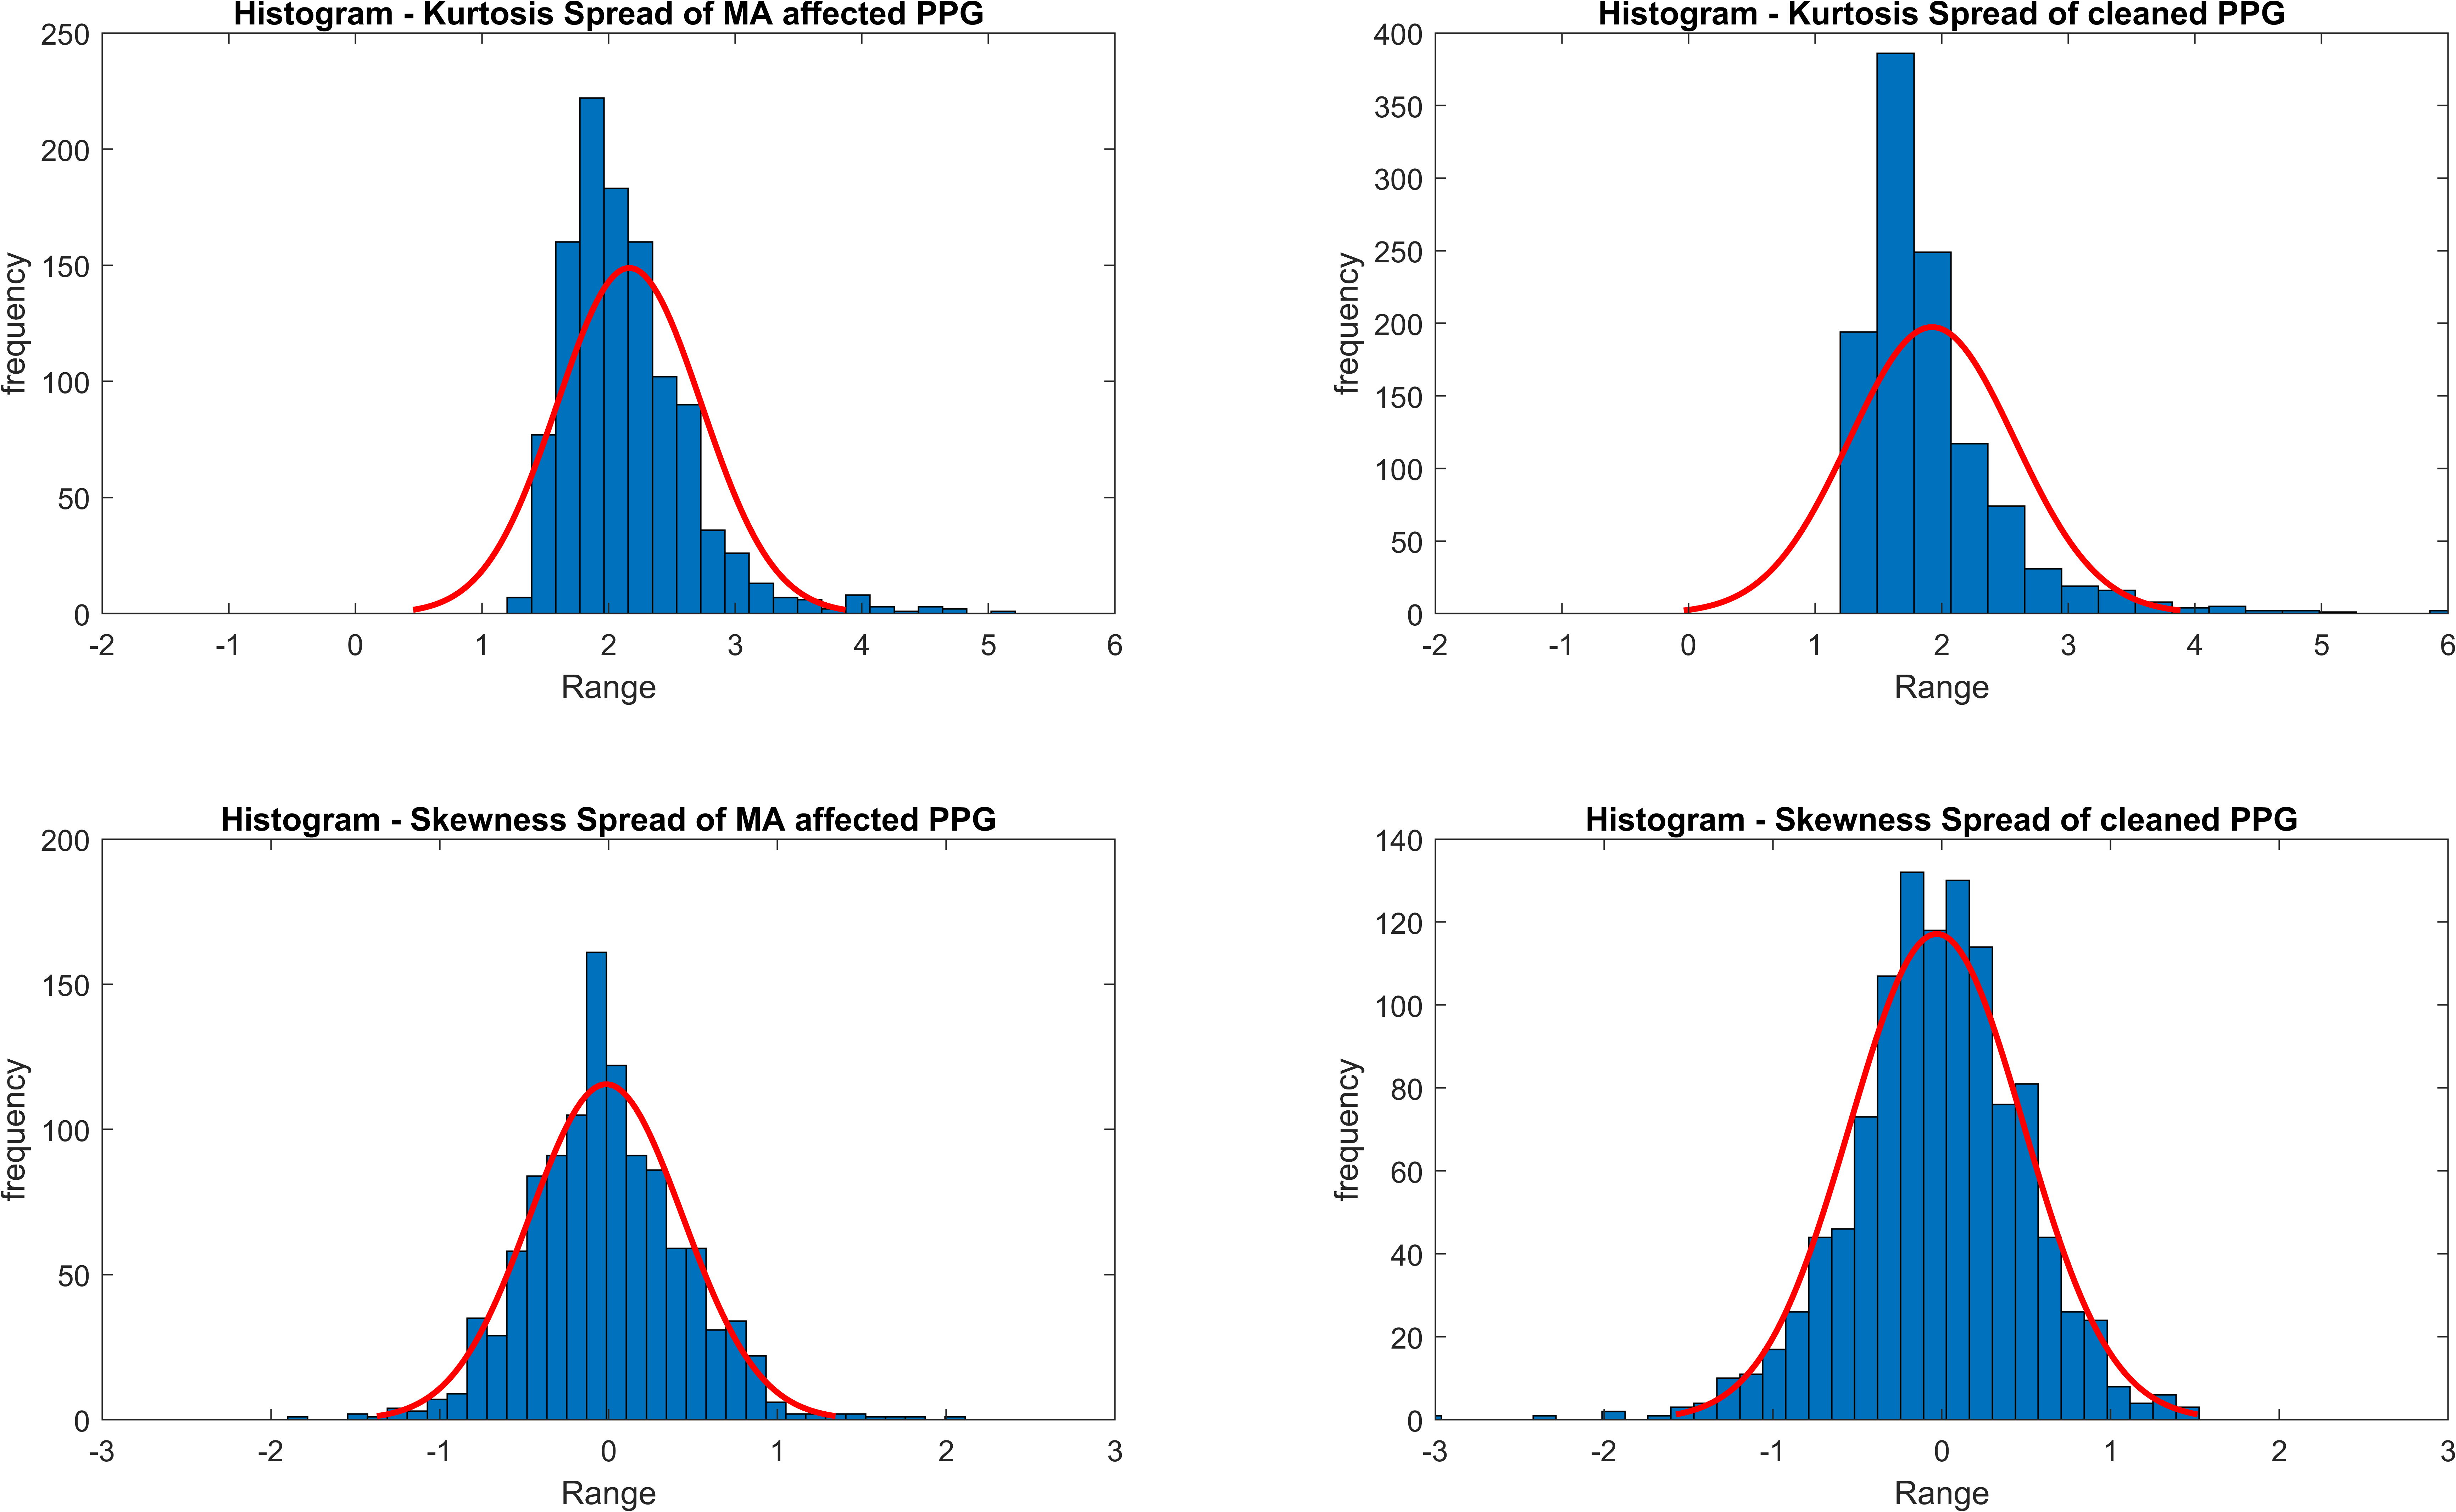 Histogram - Kurtosis Spread of MA affected PPG
250
200
150
100
50
0
frequency
-2 -1 0 1 2 3 4 5 6
Range
Histogram - Kurtosis Spread of cleaned PPG
400
350
300
250
200
150
100
50
0
frequency
-2 -1 0 1 2 3 4 5 6
Range
Histogram - Skewness Spread of MA affected PPG
200
150
100
50
0
frequency
-3 -2 -1 0 1 2 3
Range
Histogram - Skewness Spread of cleaned PPG
140
120
100
80
60
40
20
0
frequency
-3 -2 -1 0 1 2 3
Range